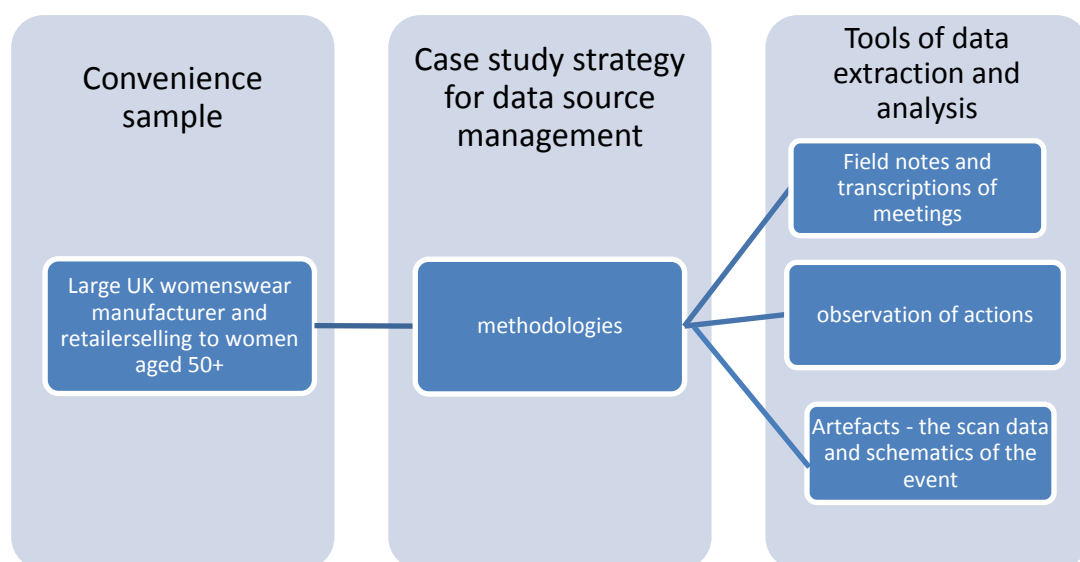 Convenience
sample
Large UK womenswear
manufacturer and
retailerselling to women
aged 50+
Case study strategy
for data source
management
methodologies
Tools of data
extraction and
analysis
Field notes and
transcriptions of
meetings
observation of actions
Artefacts - the scan data
and schematics of the
event